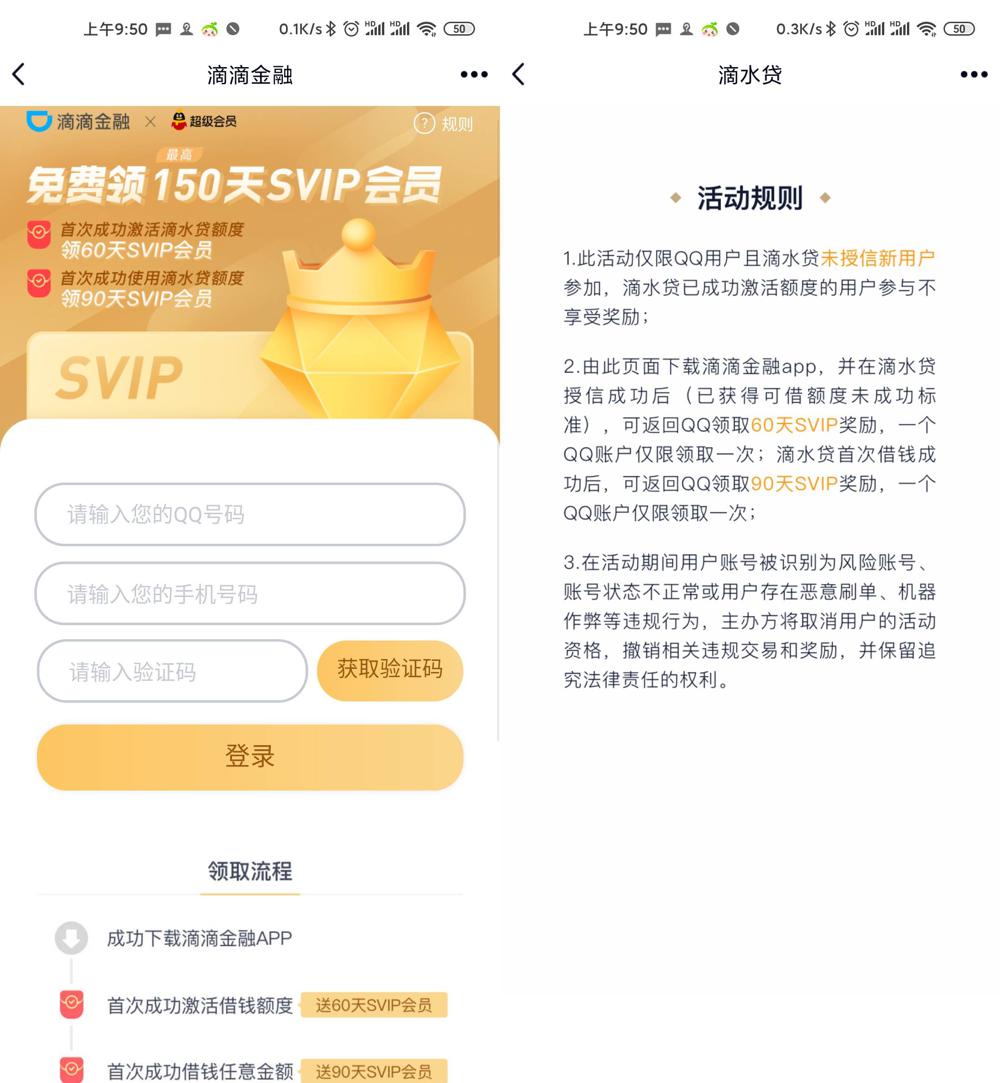 上午9:50
0.1K/s
HD
HD
50
滴滴金融
滴滴金融 × 超级会员
? 规则
最高
免费领150天SVIP会员
首次成功激活滴水贷额度
领60天SVIP会员
首次成功使用滴水贷额度
领90天SVIP会员
SVIP
请输入您的QQ号码
请输入您的手机号码
请输入验证码
获取验证码
登录
领取流程
成功下载滴滴金融APP
首次成功激活借钱额度 送60天SVIP会员
首次成功借钱任意金额 送90天SVIP会员
上午9:50
0.3K/s
HD
HD
50
滴水贷
活动规则
1.此活动仅限QQ用户且滴水贷未授信新用户
参加，滴水贷已成功激活额度的用户参与不
享受奖励；
2.由此页面下载滴滴金融app，并在滴水贷
授信成功后（已获得可借额度未成功标
准），可返回QQ领取60天SVIP奖励，一个
QQ账户仅限领取一次；滴水贷首次借钱成
功后，可返回QQ领取90天SVIP奖励，一个
QQ账户仅限领取一次；
3.在活动期间用户账号被识别为风险账号、
账号状态不正常或用户存在恶意刷单、机器
作弊等违规行为，主办方将取消用户的活动
资格，撤销相关违规交易和奖励，并保留追
究法律责任的权利。